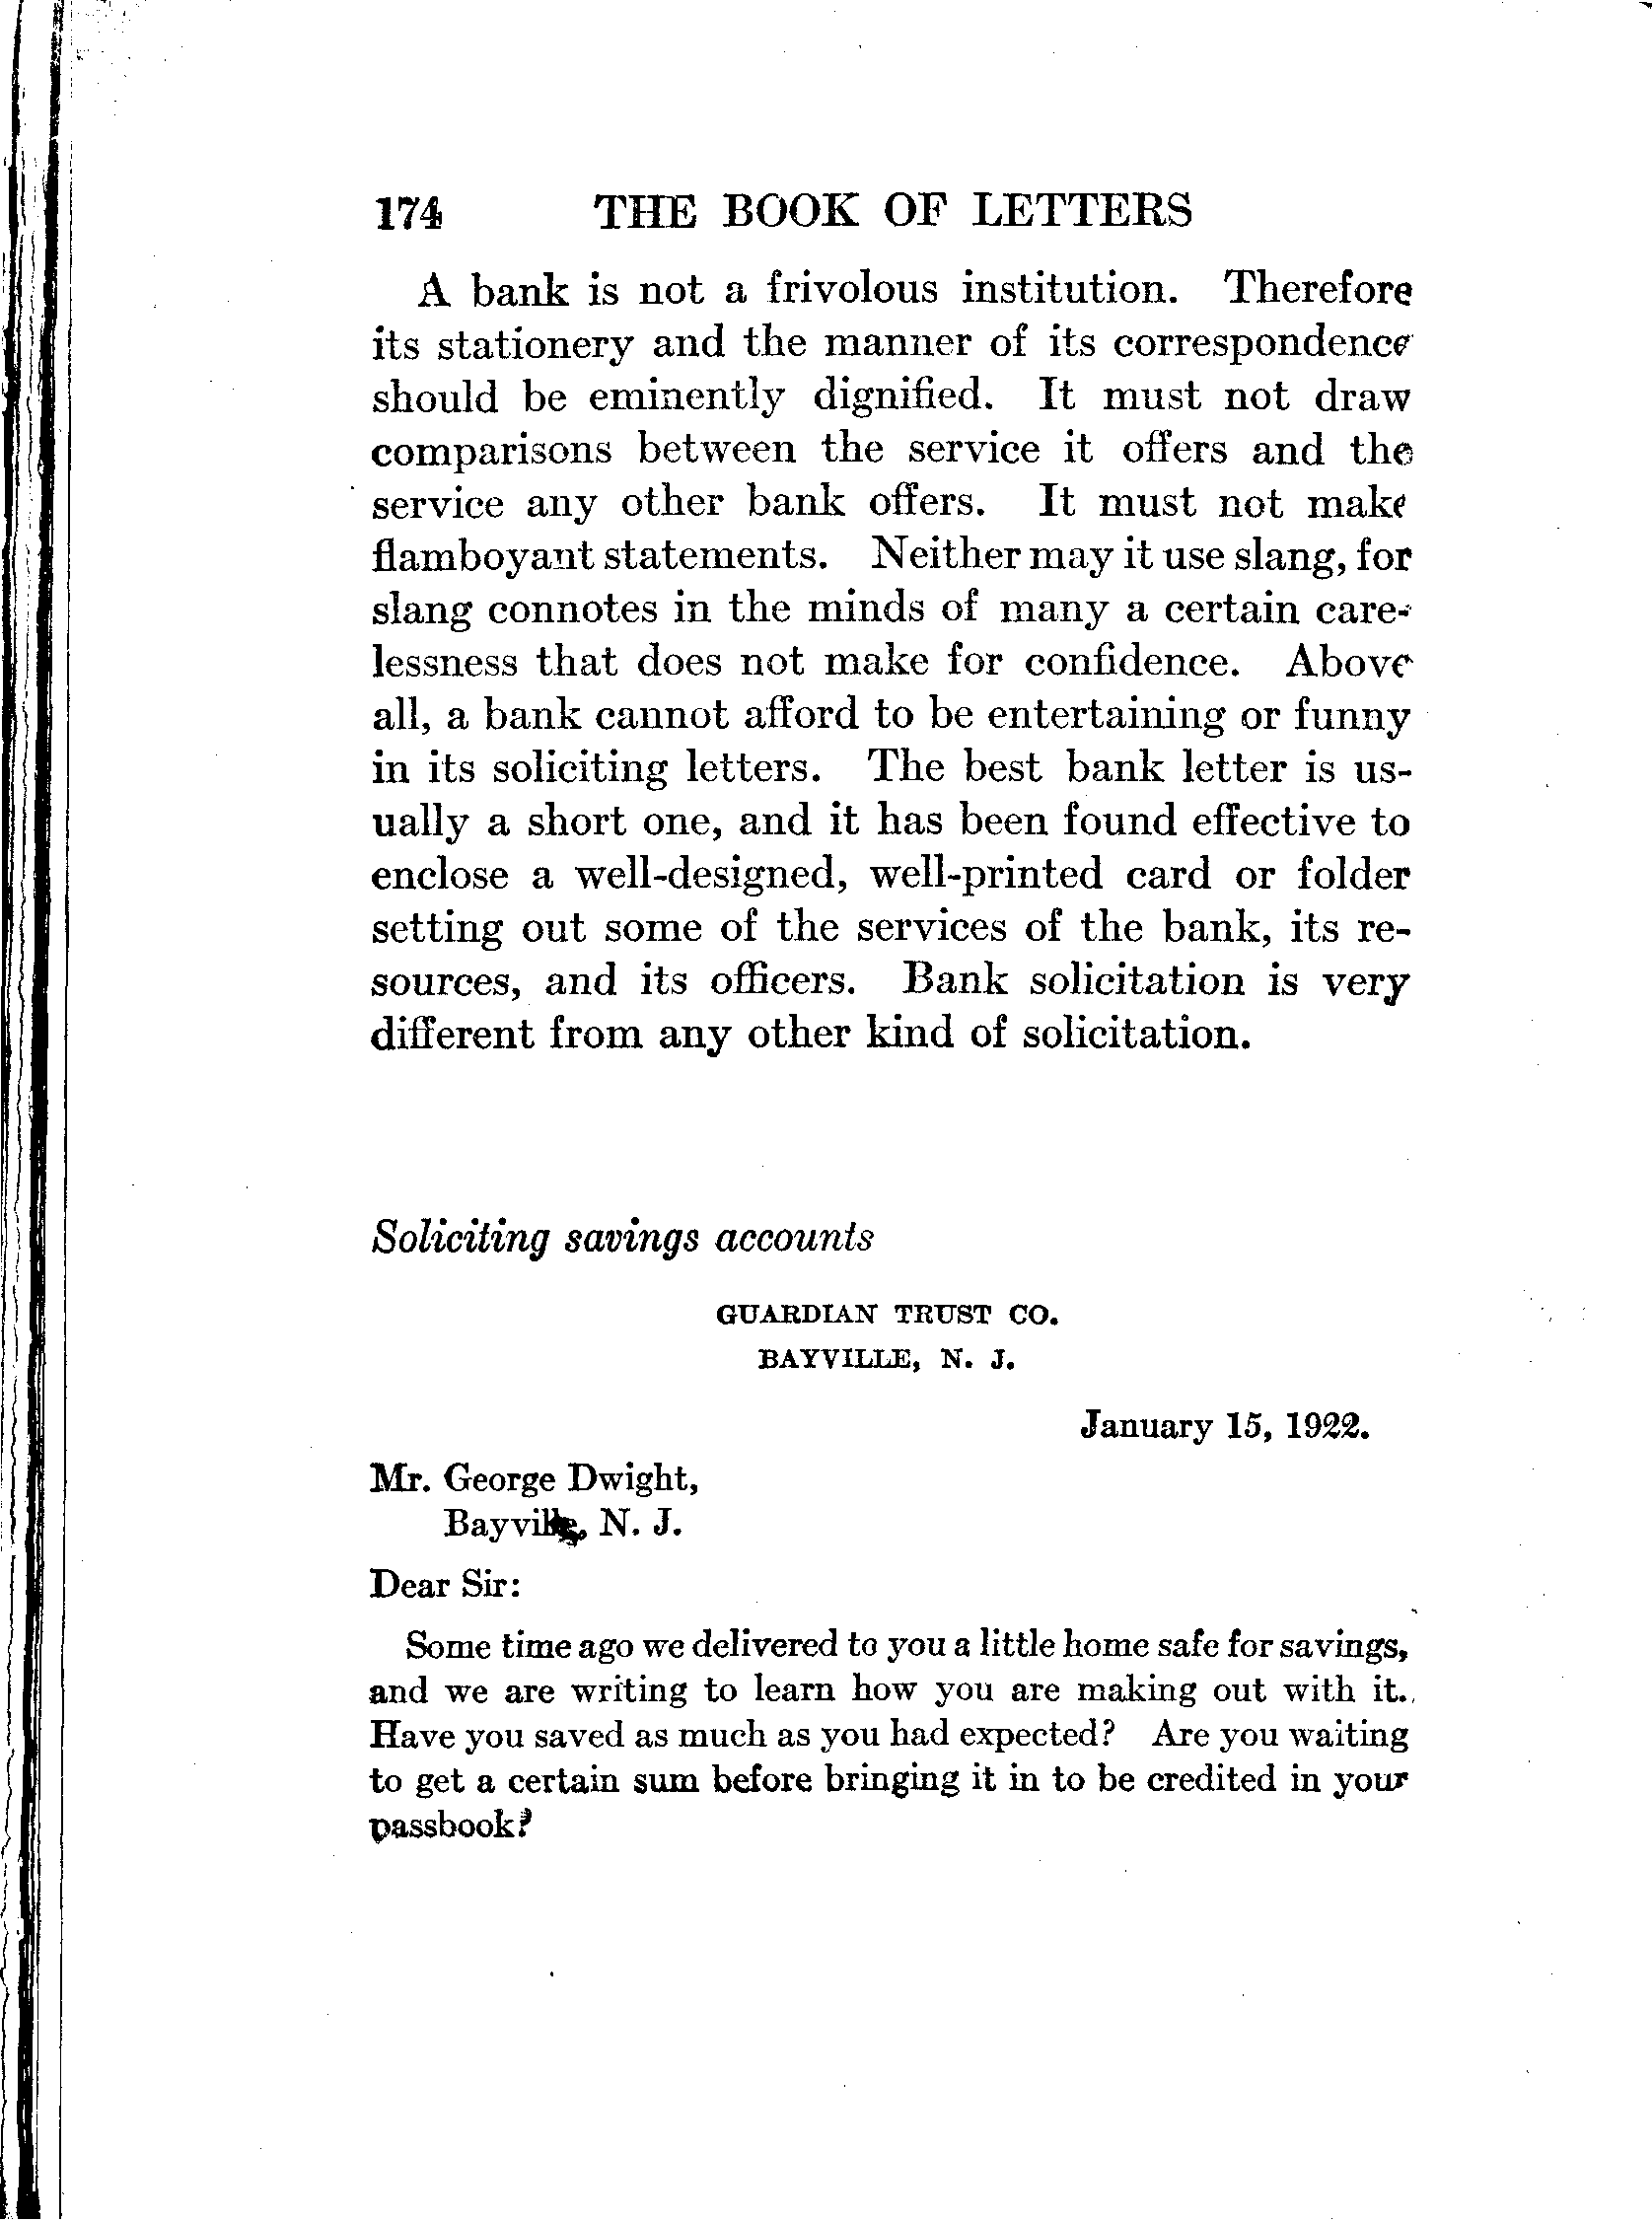 174 THE BOOK OF LETTERS
A bank is not a frivolous institution. Therefore
its stationery and the manner of its correspondence
should be eminently dignified. It must not draw
comparisons between the service it offers and the
service any other bank offers. It must not make
flamboyant statements. Neither may it use slang, for
slang connotes in the minds of many a certain care-
lessness that does not make for confidence. Above
all, a bank cannot afford to be entertaining or funny
in its soliciting letters. The best bank letter is us-
ually a short one, and it has been found effective to
enclose a well-designed, well-printed card or folder
setting out some of the services of the bank, its re-
sources, and its officers. Bank solicitation is very
different from any other kind of solicitation.
Soliciting savings accounts
GUARDIAN TRUST CO.
BAYVILLE, N. J.
January 15, 1922.
Mr. George Dwight,
Bayville, N. J.
Dear Sir:
Some time ago we delivered to you a little home safe for savings,
and we are writing to learn how you are making out with it.
Have you saved as much as you had expected? Are you waiting
to get a certain sum before bringing it in to be credited in your
passbook?